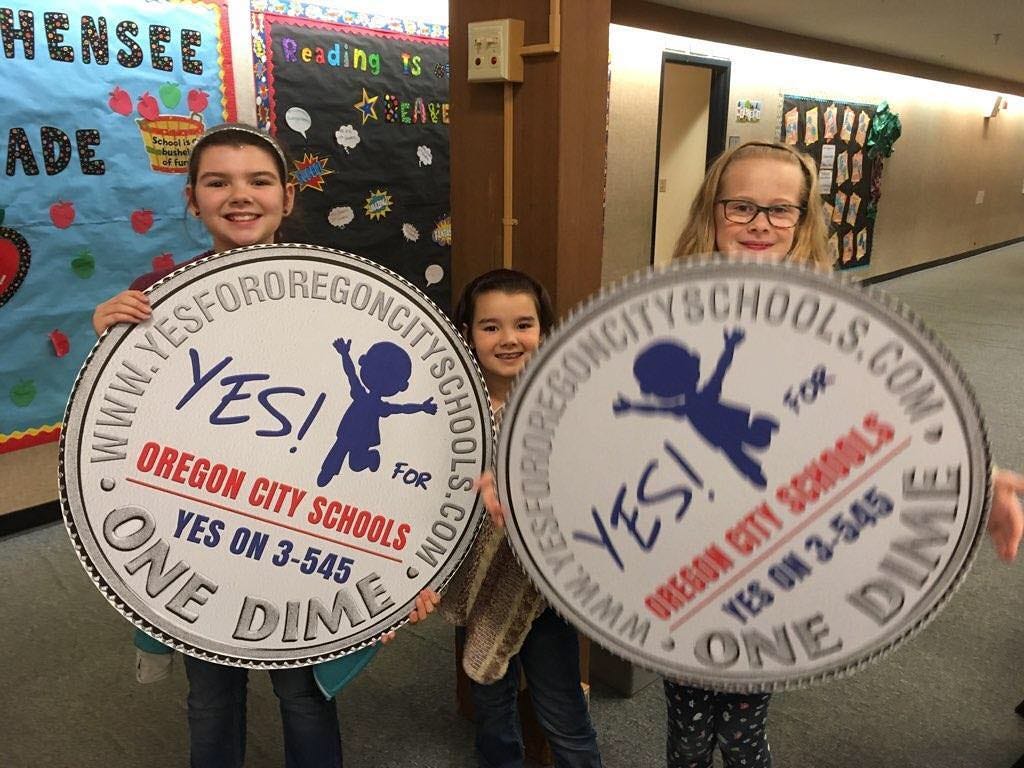 HENSEE
ADE
School is a
bushel
of fun
Reading is
BEAVE
WWW.YESFOROREGONCITYSCHOOLS.COM
YES!
FOR
OREGON CITY SCHOOLS
YES ON 3-545
• ONE DIME •
WWW.YESFOROREGONCITYSCHOOLS.COM
YES!
FOR
OREGON CITY SCHOOLS
YES ON 3-545
• ONE DIME •